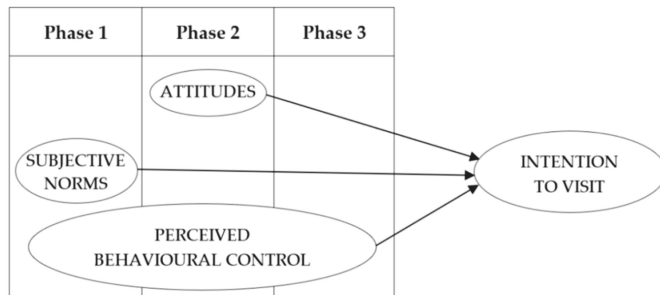 Phase 1 Phase 2 Phase 3
ATTITUDES
SUBJECTIVE
NORMS
INTENTION
TO VISIT
PERCEIVED
BEHAVIOURAL CONTROL